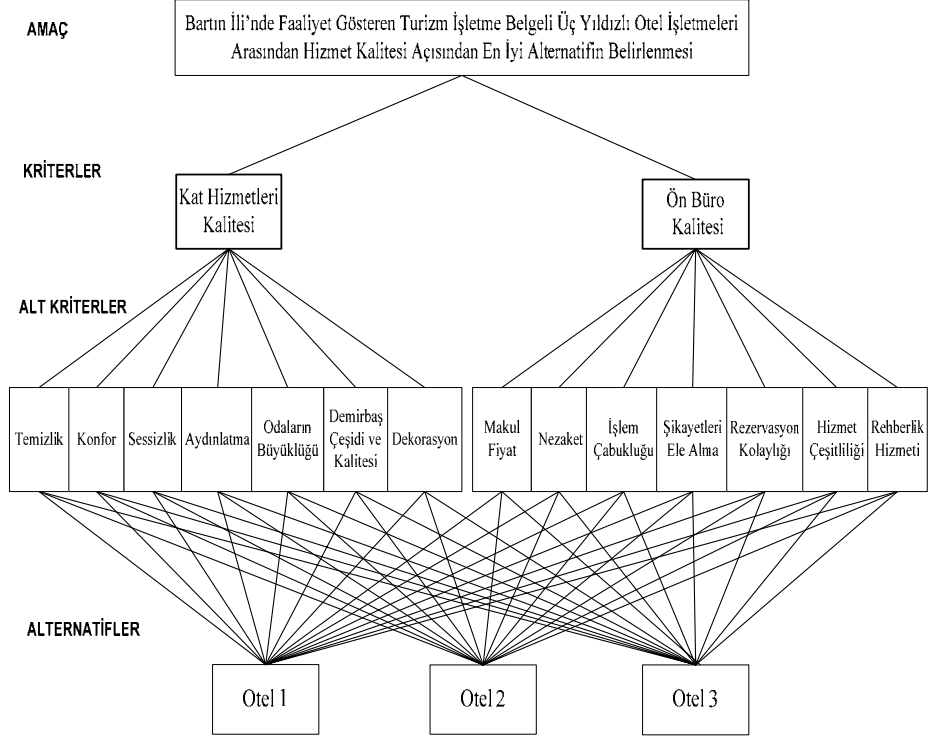 AMAÇ
Bartın İli’nde Faaliyet Gösteren Turizm İşletme Belgeli Üç Yıldızlı Otel İşletmeleri
Arasından Hizmet Kalitesi Açısından En İyi Alternatifin Belirlenmesi
KRİTERLER
Kat Hizmetleri
Kalitesi
Ön Büro
Kalitesi
ALT KRİTERLER
Temizlik
Konfor
Sessizlik
Aydınlatma
Odaların
Büyüklüğü
Demirbaş
Çeşidi ve
Kalitesi
Dekorasyon
Makul
Fiyat
Nezaket
İşlem
Çabukluğu
Şikayetleri
Ele Alma
Rezervasyon
Kolaylığı
Hizmet
Çeşitliliği
Rehberlik
Hizmeti
ALTERNATİFLER
Otel 1
Otel 2
Otel 3